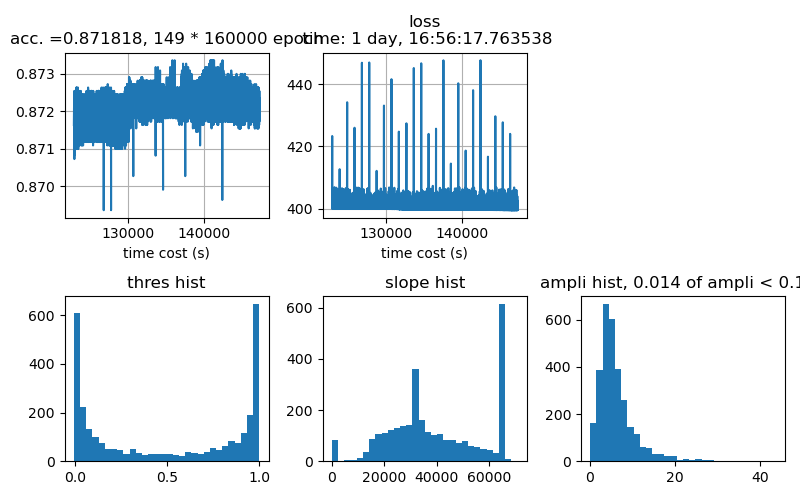 loss
acc. =0.871818, 149 * 160000 epoch
time: 1 day, 16:56:17.763538
0.873
0.872
0.871
0.870
130000 140000
time cost (s)
440
420
400
130000 140000
time cost (s)
thres hist
600
400
200
0
0.0 0.5 1.0
slope hist
600
400
200
0
0 20000 40000 60000
ampli hist, 0.014 of ampli < 0.1
600
400
200
0
0 20 40